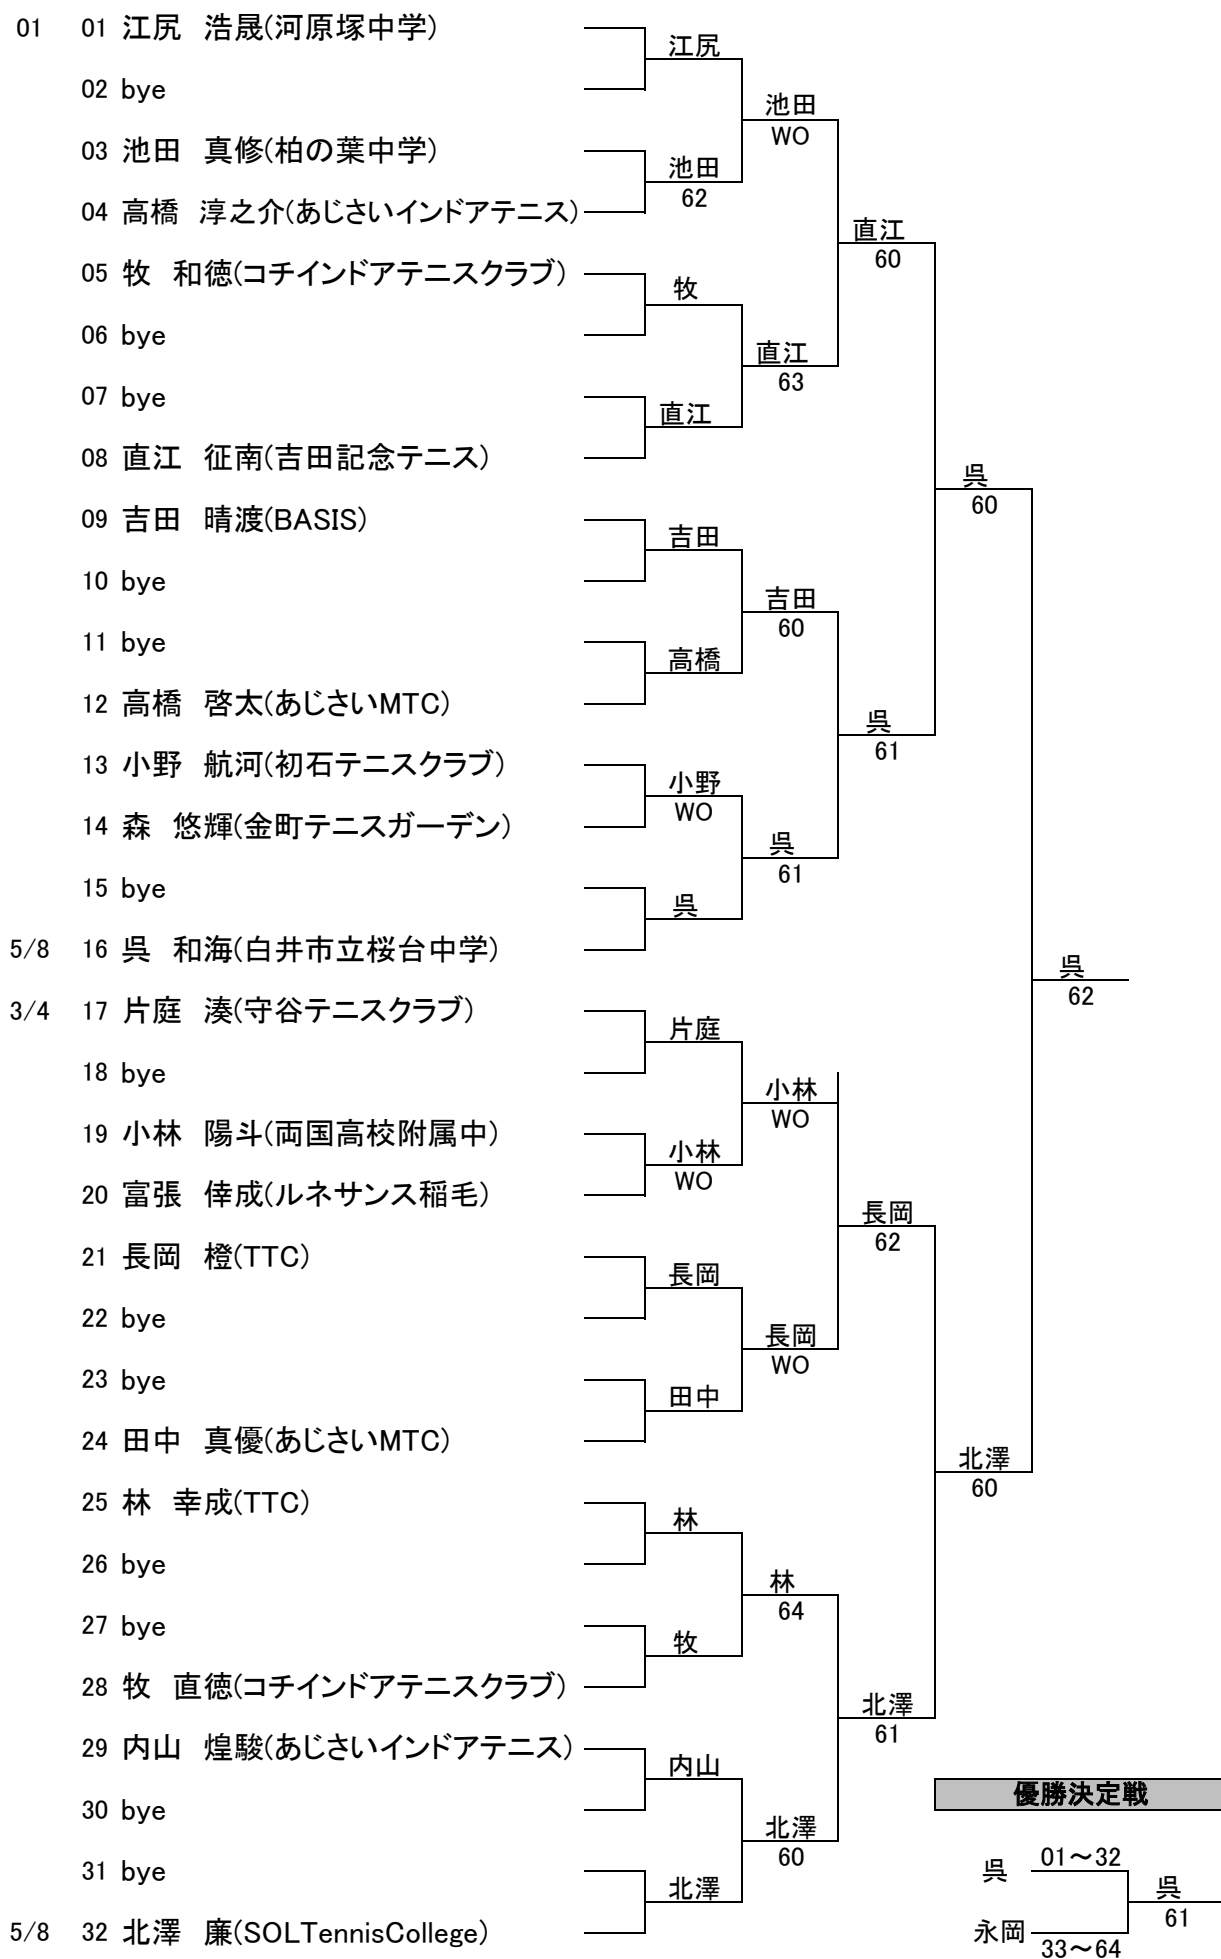 01 01 江尻 浩晟(河原塚中学)
江尻
02 bye
池田
WO
03 池田 真修(柏の葉中学)
池田
62
04 高橋 淳之介(あじさいインドアテニス)
直江
60
05 牧 和徳(コチインドアテニスクラブ)
牧
06 bye
直江
63
07 bye
直江
08 直江 征南(吉田記念テニス)
呉
60
09 吉田 晴渡(BASIS)
吉田
10 bye
吉田
60
11 bye
高橋
12 高橋 啓太(あじさいMTC)
呉
61
13 小野 航河(初石テニスクラブ)
小野
WO
14 森 悠輝(金町テニスガーデン)
呉
61
15 bye
呉
5/8 16 呉 和海(白井市立桜台中学)
呉
62
3/4 17 片庭 湊(守谷テニスクラブ)
片庭
18 bye
小林
WO
19 小林 陽斗(両国高校附属中)
小林
WO
20 富張 倖成(ルネサンス稲毛)
長岡
62
21 長岡 橙(TTC)
長岡
22 bye
長岡
WO
23 bye
田中
24 田中 真優(あじさいMTC)
北澤
60
25 林 幸成(TTC)
林
26 bye
林
64
27 bye
牧
28 牧 直徳(コチインドアテニスクラブ)
北澤
61
29 内山 煌駿(あじさいインドアテニス)
内山
優勝決定戦
30 bye
北澤
60
31 bye
呉 01～32
北澤
呉
61
5/8 32 北澤 廉(SOLTennisCollege)
永岡 33～64